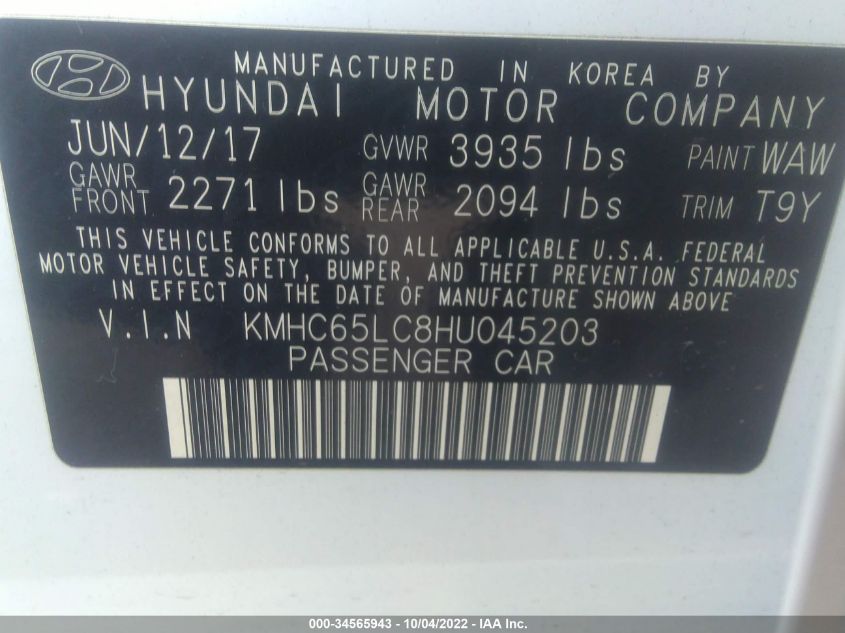 MANUFACTURED IN KOREA BY
HYUNDAI MOTOR COMPANY
JUN/12/17 GVWR 3935 lbs PAINT WAW
GAWR FRONT 2271 lbs GAWR REAR 2094 lbs TRIM T9Y
THIS VEHICLE CONFORMS TO ALL APPLICABLE U.S.A. FEDERAL
MOTOR VEHICLE SAFETY, BUMPER, AND THEFT PREVENTION STANDARDS
IN EFFECT ON THE DATE OF MANUFACTURE SHOWN ABOVE
V.I.N KMHC65LC8HU045203
PASSENGER CAR
000-34565943 - 10/04/2022 - IAA Inc.